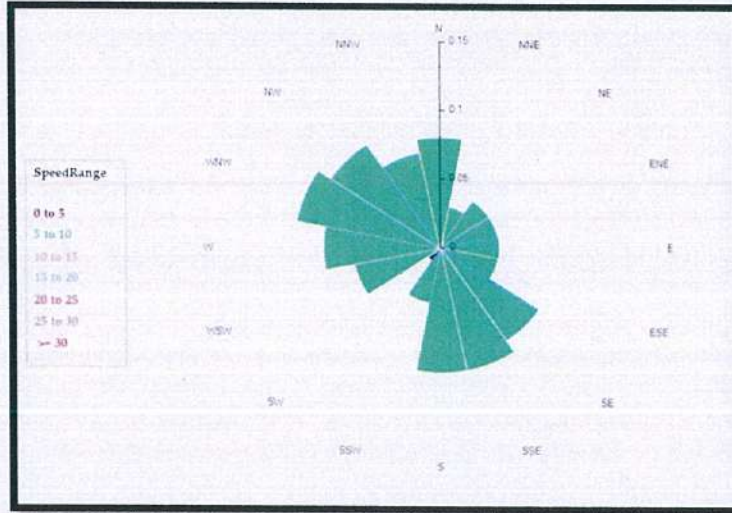 N
0.15
NNW
NNE
NW
NE
0.1
WNW
ENE
0.05
SpeedRange
0 to 5
5 to 10
10 to 15
15 to 20
20 to 25
25 to 30
>= 30
W
0
E
WSW
ESE
SW
SE
SSW
SSE
S